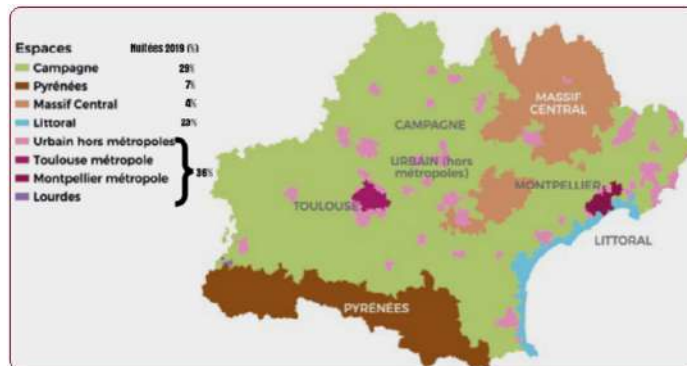 Espaces Nuitées 2019 (%)
Campagne 29%
Pyrénées 7%
Massif Central 4%
Littoral 23%
Urbain hors métropoles
Toulouse métropole
Montpellier métropole
Lourdes
36%
MASSIF
CENTRAL
CAMPAGNE
URBAIN (hors
métropoles)
MONTPELLIER
TOULOUSE
LITTORAL
PYRÉNÉES